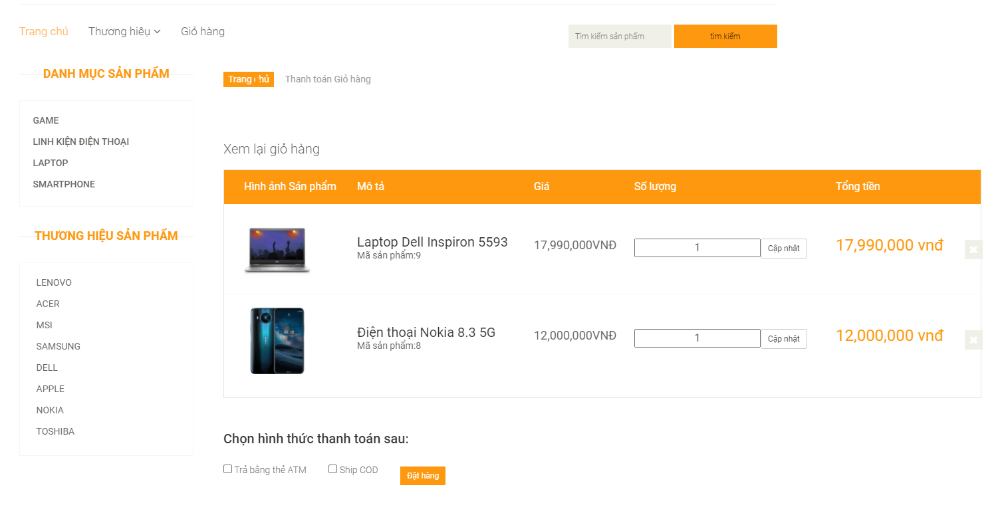 Trang chủ Thương hiệu Giỏ hàng
Tìm kiếm sản phẩm tìm kiếm
DANH MỤC SẢN PHẨM
GAME
LINH KIỆN ĐIỆN THOẠI
LAPTOP
SMARTPHONE
THƯƠNG HIỆU SẢN PHẨM
LENOVO
ACER
MSI
SAMSUNG
DELL
APPLE
NOKIA
TOSHIBA
Trang chủ Thanh toán Giỏ hàng
Xem lại giỏ hàng
Hình ảnh Sản phẩm Mô tả Giá Số lượng Tổng tiền
Laptop Dell Inspiron 5593
Mã sản phẩm:9
17,990,000VNĐ 1 Cập nhật 17,990,000 vnđ
Điện thoại Nokia 8.3 5G
Mã sản phẩm:8
12,000,000VNĐ 1 Cập nhật 12,000,000 vnđ
Chọn hình thức thanh toán sau:
Trả bằng thẻ ATM Ship COD Đặt hàng